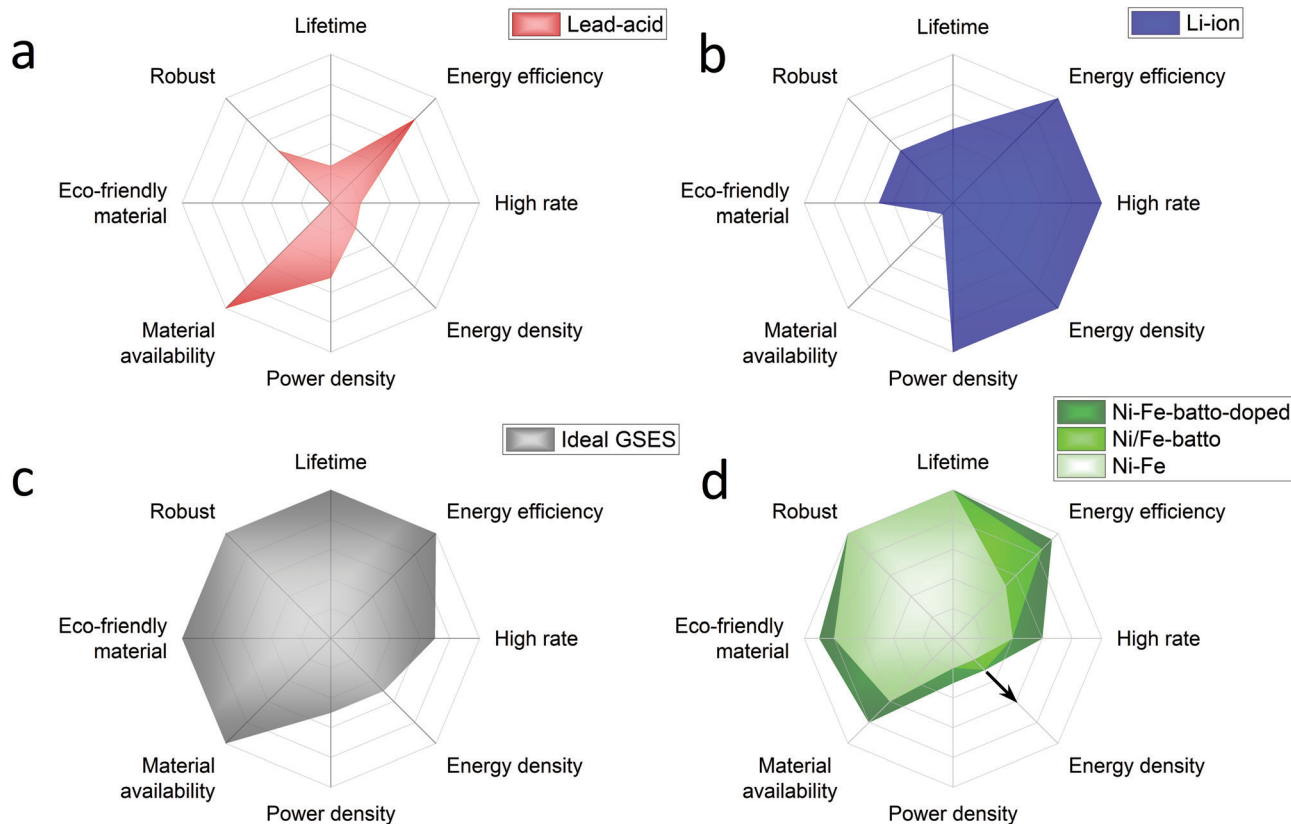 a
Lead-acid
Lifetime
Robust
Energy efficiency
Eco-friendly
material
High rate
Material
availability
Energy density
Power density
b
Li-ion
Lifetime
Robust
Energy efficiency
Eco-friendly
material
High rate
Material
availability
Energy density
Power density
c
Ideal GSES
Lifetime
Robust
Energy efficiency
Eco-friendly
material
High rate
Material
availability
Energy density
Power density
d
Ni-Fe-batto-doped
Ni/Fe-batto
Ni-Fe
Lifetime
Robust
Energy efficiency
Eco-friendly
material
High rate
Material
availability
Energy density
Power density